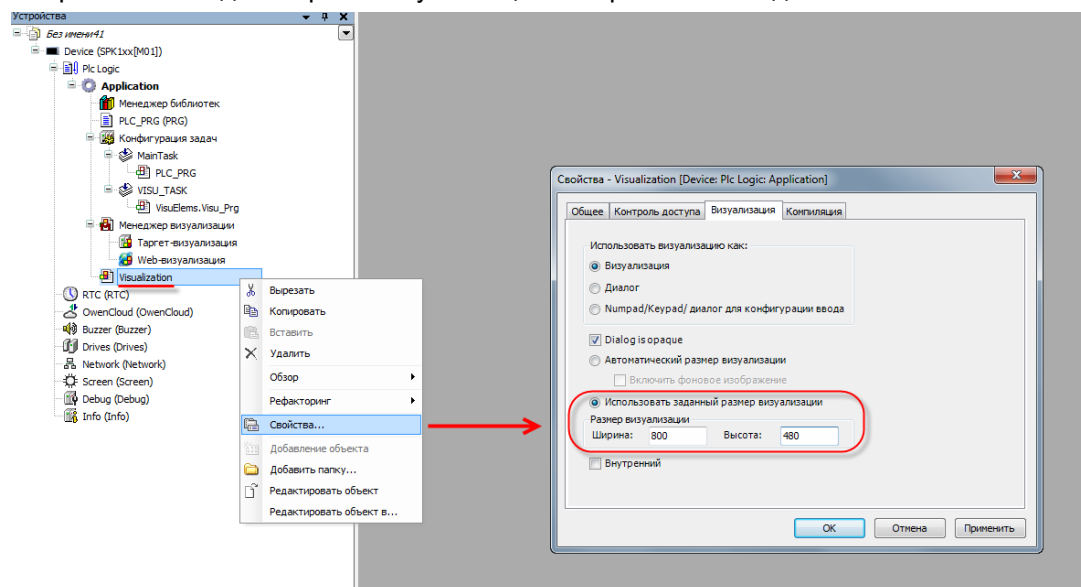 Устройства
Без имени41
Device (SPK1xx[M01])
Plc Logic
Application
Менеджер библиотек
PLC_PRG (PRG)
Конфигурация задач
MainTask
PLC_PRG
VISU_TASK
VisuElems.Visu_Prg
Менеджер визуализации
Таргет-визуализация
Web-визуализация
Visualization
RTC (RTC)
OwenCloud (OwenCloud)
Buzzer (Buzzer)
Drives (Drives)
Network (Network)
Screen (Screen)
Debug (Debug)
Info (Info)
Вырезать
Копировать
Вставить
Удалить
Обзор
Рефакторинг
Свойства...
Добавление объекта
Добавить папку...
Редактировать объект
Редактировать объект в...
Свойства - Visualization [Device: Plc Logic: Application]
Общее Контроль доступа Визуализация Компиляция
Использовать визуализацию как:
Визуализация
Диалог
Numpad/Keypad/ диалог для конфигурации ввода
Dialog is opaque
Автоматический размер визуализации
Включить фоновое изображение
Использовать заданный размер визуализации
Размер визуализации
Ширина: 800 Высота: 480
Внутренний
OK Отмена Применить